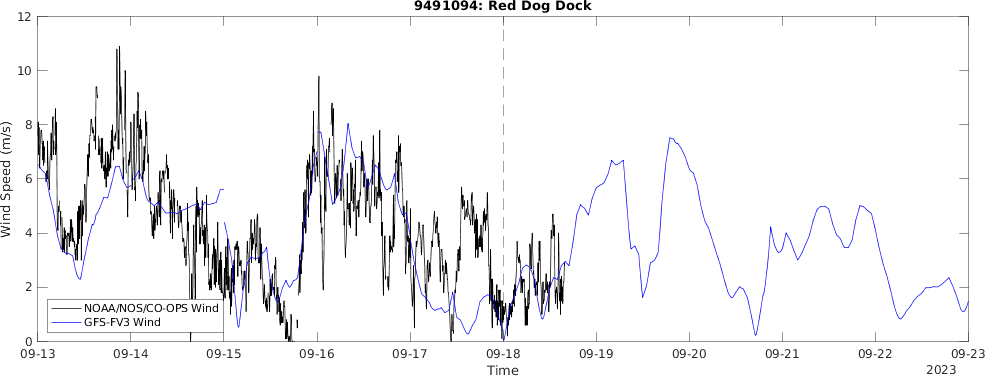 9491094: Red Dog Dock
Wind Speed (m/s)
12
10
8
6
4
2
0
NOAA/NOS/CO-OPS Wind
GFS-FV3 Wind
09-13 09-14 09-15 09-16 09-17 09-18 09-19 09-20 09-21 09-22 09-23
Time
2023